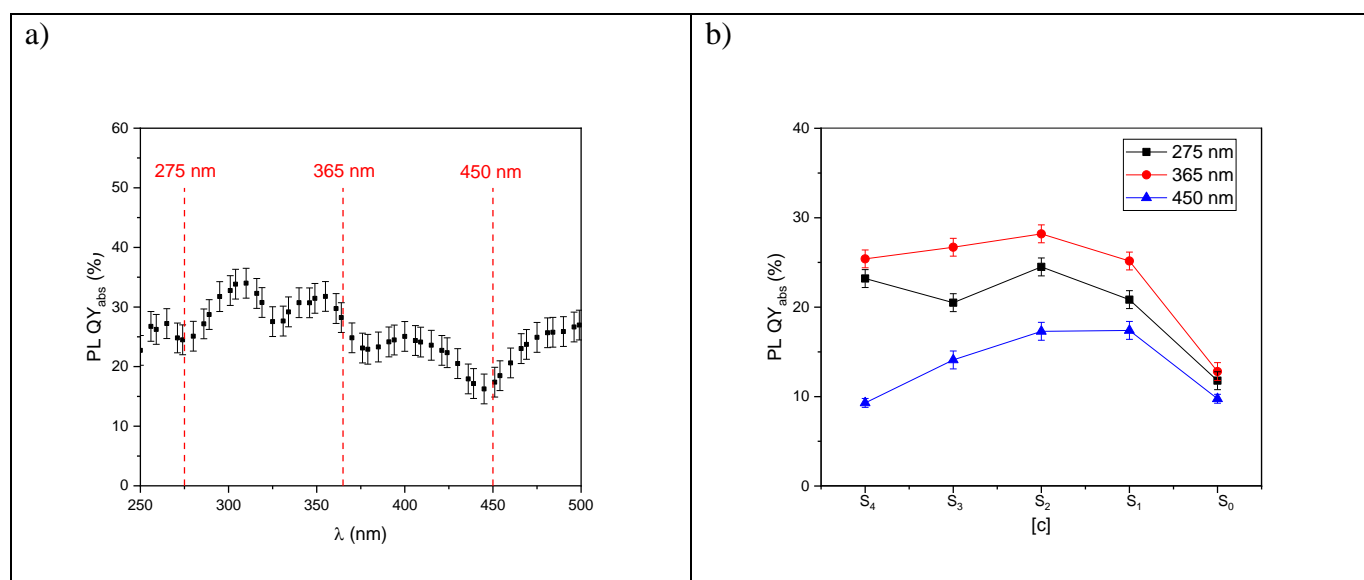 a)
PL QY_abs (%)
60
50
40
30
20
10
0
275 nm
365 nm
450 nm
250
300
350
400
450
500
λ (nm)
b)
PL QY_abs (%)
40
30
20
10
0
275 nm
365 nm
450 nm
S₄
S₃
S₂
S₁
S₀
[c]